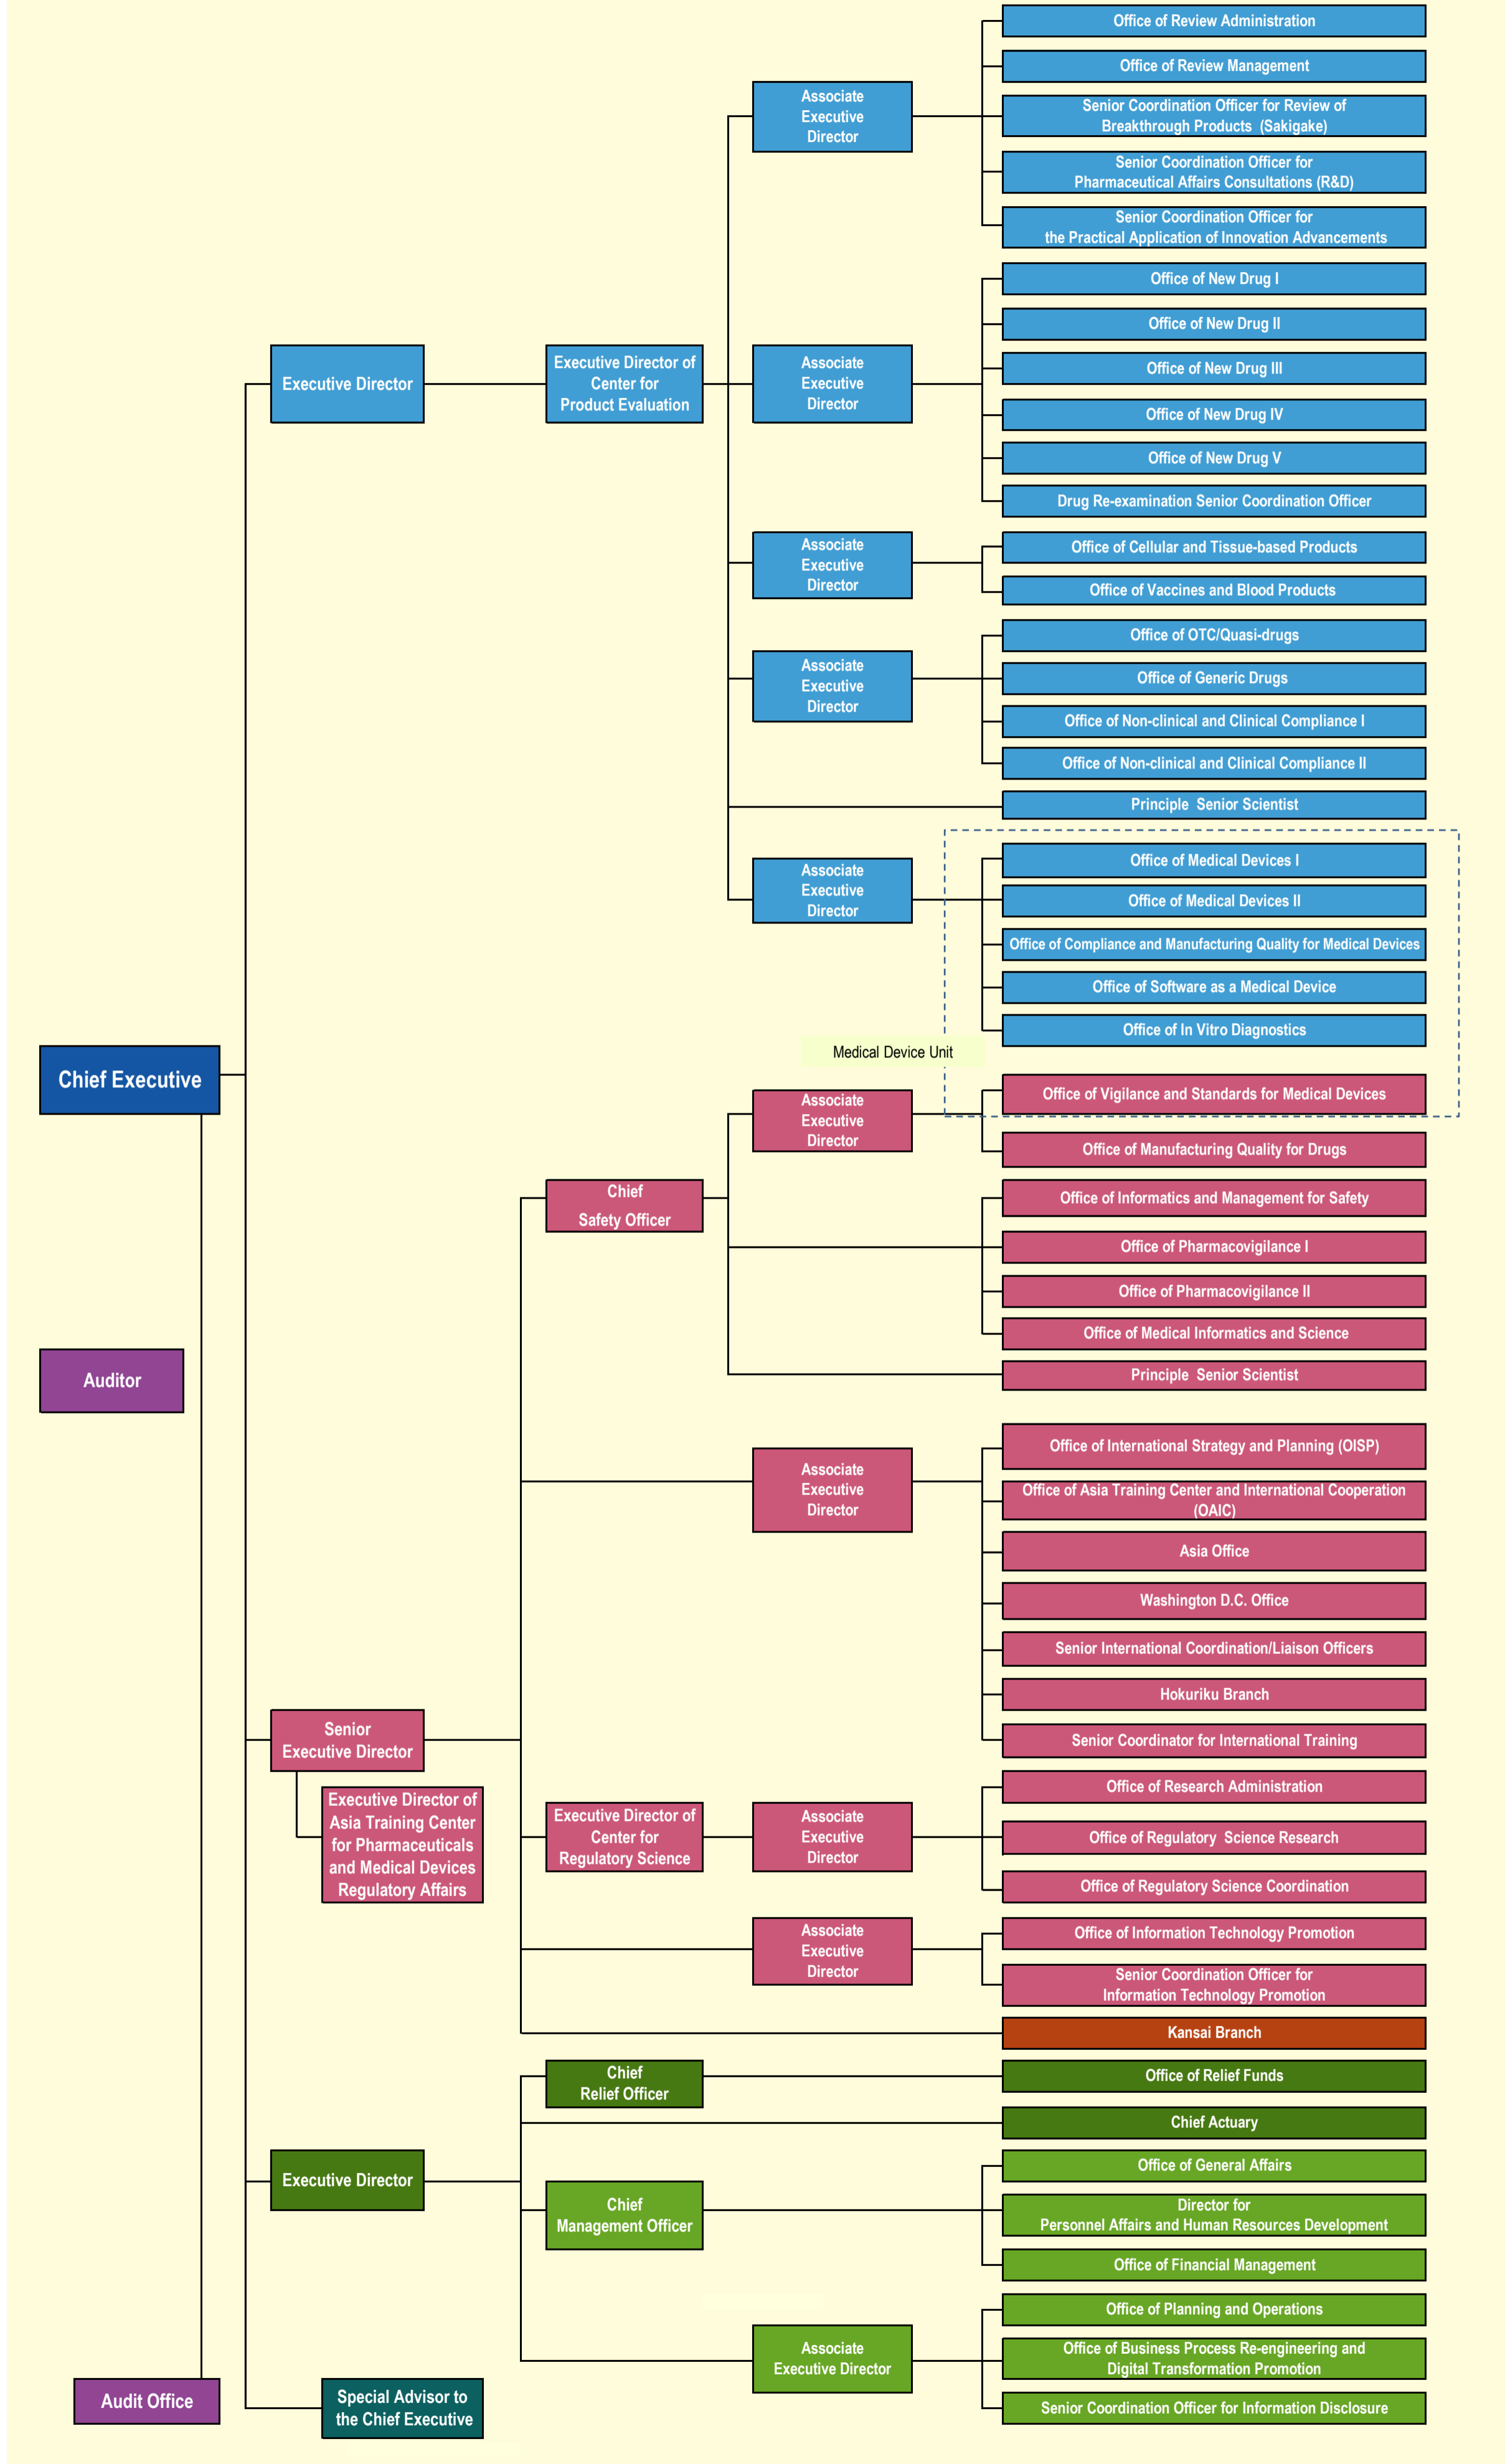 Office of Review Administration
Office of Review Management
Associate
Executive
Director
Senior Coordination Officer for Review of
Breakthrough Products (Sakigake)
Senior Coordination Officer for
Pharmaceutical Affairs Consultations (R&D)
Senior Coordination Officer for
the Practical Application of Innovation Advancements
Office of New Drug I
Office of New Drug II
Executive Director
Executive Director of
Center for
Product Evaluation
Associate
Executive
Director
Office of New Drug III
Office of New Drug IV
Office of New Drug V
Drug Re-examination Senior Coordination Officer
Associate
Executive
Director
Office of Cellular and Tissue-based Products
Office of Vaccines and Blood Products
Office of OTC/Quasi-drugs
Associate
Executive
Director
Office of Generic Drugs
Office of Non-clinical and Clinical Compliance I
Office of Non-clinical and Clinical Compliance II
Principle Senior Scientist
Associate
Executive
Director
Office of Medical Devices I
Office of Medical Devices II
Office of Compliance and Manufacturing Quality for Medical Devices
Office of Software as a Medical Device
Office of In Vitro Diagnostics
Medical Device Unit
Chief Executive
Associate
Executive
Director
Office of Vigilance and Standards for Medical Devices
Office of Manufacturing Quality for Drugs
Chief
Safety Officer
Office of Informatics and Management for Safety
Office of Pharmacovigilance I
Office of Pharmacovigilance II
Office of Medical Informatics and Science
Auditor
Principle Senior Scientist
Associate
Executive
Director
Office of International Strategy and Planning (OISP)
Office of Asia Training Center and International Cooperation
(OAIC)
Asia Office
Washington D.C. Office
Senior International Coordination/Liaison Officers
Hokuriku Branch
Senior Coordinator for International Training
Senior
Executive Director
Executive Director of
Asia Training Center
for Pharmaceuticals
and Medical Devices
Regulatory Affairs
Executive Director of
Center for
Regulatory Science
Associate
Executive
Director
Office of Research Administration
Office of Regulatory Science Research
Office of Regulatory Science Coordination
Associate
Executive
Director
Office of Information Technology Promotion
Senior Coordination Officer for
Information Technology Promotion
Kansai Branch
Chief
Relief Officer
Office of Relief Funds
Chief Actuary
Executive Director
Chief
Management Officer
Office of General Affairs
Director for
Personnel Affairs and Human Resources Development
Office of Financial Management
Associate
Executive Director
Office of Planning and Operations
Office of Business Process Re-engineering and
Digital Transformation Promotion
Senior Coordination Officer for Information Disclosure
Audit Office
Special Advisor to
the Chief Executive